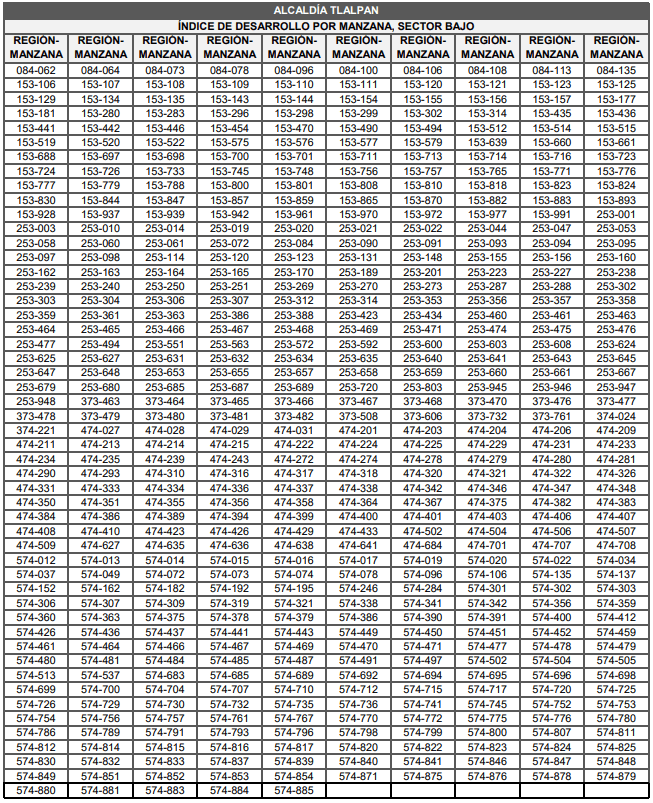 ALCALDÍA TLALPAN
ÍNDICE DE DESARROLLO POR MANZANA, SECTOR BAJO
REGIÓN-MANZANA REGIÓN-MANZANA REGIÓN-MANZANA REGIÓN-MANZANA REGIÓN-MANZANA REGIÓN-MANZANA REGIÓN-MANZANA REGIÓN-MANZANA REGIÓN-MANZANA REGIÓN-MANZANA
084-062 084-064 084-073 084-078 084-096 084-100 084-106 084-108 084-113 084-135
153-106 153-107 153-108 153-109 153-110 153-111 153-120 153-121 153-123 153-125
153-129 153-134 153-135 153-143 153-144 153-154 153-155 153-156 153-157 153-177
153-181 153-280 153-283 153-296 153-298 153-299 153-302 153-314 153-435 153-436
153-441 153-442 153-446 153-454 153-470 153-490 153-494 153-512 153-514 153-515
153-519 153-520 153-522 153-575 153-576 153-577 153-579 153-639 153-660 153-661
153-688 153-697 153-698 153-700 153-701 153-711 153-713 153-714 153-716 153-723
153-724 153-726 153-733 153-745 153-748 153-756 153-757 153-765 153-771 153-776
153-777 153-779 153-788 153-800 153-801 153-808 153-810 153-818 153-823 153-824
153-830 153-844 153-847 153-857 153-859 153-865 153-870 153-882 153-883 153-893
153-928 153-937 153-939 153-942 153-961 153-970 153-972 153-977 153-991 253-001
253-003 253-010 253-014 253-019 253-020 253-021 253-022 253-044 253-047 253-053
253-058 253-060 253-061 253-072 253-084 253-090 253-091 253-093 253-094 253-095
253-097 253-098 253-114 253-120 253-123 253-131 253-148 253-155 253-156 253-160
253-162 253-163 253-164 253-165 253-170 253-189 253-201 253-223 253-227 253-238
253-239 253-240 253-250 253-251 253-269 253-270 253-273 253-287 253-288 253-302
253-303 253-304 253-306 253-307 253-312 253-314 253-353 253-356 253-357 253-358
253-359 253-361 253-363 253-386 253-388 253-423 253-434 253-460 253-461 253-463
253-464 253-465 253-466 253-467 253-468 253-469 253-471 253-474 253-475 253-476
253-477 253-494 253-551 253-563 253-572 253-592 253-600 253-603 253-608 253-624
253-625 253-627 253-631 253-632 253-634 253-635 253-640 253-641 253-643 253-645
253-647 253-648 253-653 253-655 253-657 253-658 253-659 253-660 253-661 253-667
253-679 253-680 253-685 253-687 253-689 253-720 253-803 253-945 253-946 253-947
253-948 373-463 373-464 373-465 373-466 373-467 373-468 373-470 373-476 373-477
373-478 373-479 373-480 373-481 373-482 373-508 373-606 373-732 373-761 374-024
374-221 474-027 474-028 474-029 474-031 474-201 474-203 474-204 474-206 474-209
474-211 474-213 474-214 474-215 474-222 474-224 474-225 474-229 474-231 474-233
474-234 474-235 474-239 474-243 474-272 474-274 474-278 474-279 474-280 474-281
474-290 474-293 474-310 474-316 474-317 474-318 474-320 474-321 474-322 474-326
474-331 474-333 474-334 474-336 474-337 474-338 474-342 474-346 474-347 474-348
474-350 474-351 474-355 474-356 474-358 474-364 474-367 474-375 474-382 474-383
474-384 474-386 474-389 474-394 474-399 474-400 474-401 474-403 474-406 474-407
474-408 474-410 474-423 474-426 474-429 474-433 474-502 474-504 474-506 474-507
474-509 474-627 474-635 474-636 474-638 474-641 474-684 474-701 474-707 474-708
574-012 574-013 574-014 574-015 574-016 574-017 574-019 574-020 574-022 574-034
574-037 574-049 574-072 574-073 574-074 574-078 574-096 574-106 574-135 574-137
574-152 574-162 574-182 574-192 574-195 574-246 574-284 574-301 574-302 574-303
574-306 574-307 574-309 574-319 574-321 574-338 574-341 574-342 574-356 574-359
574-360 574-363 574-375 574-378 574-379 574-386 574-390 574-391 574-400 574-412
574-426 574-436 574-437 574-441 574-443 574-449 574-450 574-451 574-452 574-459
574-461 574-464 574-466 574-467 574-469 574-470 574-471 574-477 574-478 574-479
574-480 574-481 574-484 574-485 574-487 574-491 574-497 574-502 574-504 574-505
574-513 574-537 574-683 574-685 574-689 574-692 574-694 574-695 574-696 574-698
574-699 574-700 574-704 574-707 574-710 574-712 574-715 574-717 574-720 574-725
574-726 574-729 574-730 574-732 574-735 574-736 574-741 574-745 574-752 574-753
574-754 574-756 574-757 574-761 574-767 574-770 574-772 574-775 574-776 574-780
574-786 574-789 574-791 574-793 574-796 574-798 574-799 574-800 574-807 574-811
574-812 574-814 574-815 574-816 574-817 574-820 574-822 574-823 574-824 574-825
574-830 574-832 574-833 574-837 574-839 574-840 574-841 574-846 574-847 574-848
574-849 574-851 574-852 574-853 574-854 574-871 574-875 574-876 574-878 574-879
574-880 574-881 574-883 574-884 574-885